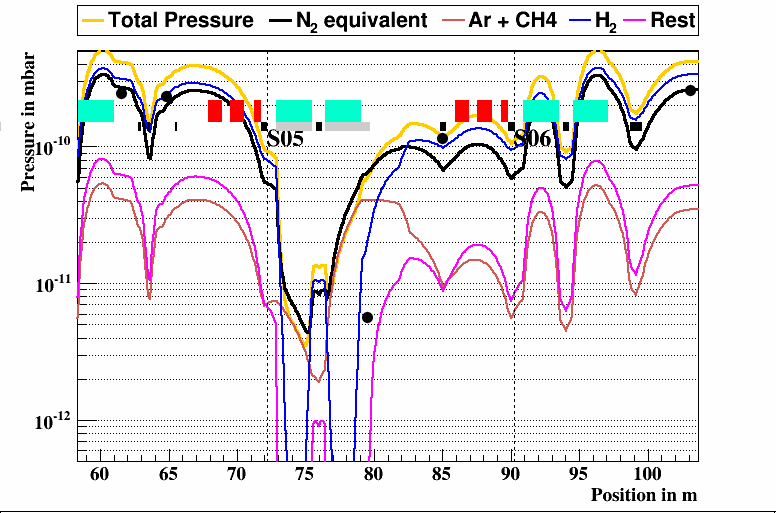 Total Pressure N₂ equivalent Ar + CH4 H₂ Rest
Pressure in mbar
10⁻¹⁰
10⁻¹¹
10⁻¹²
S05 S06
60 65 70 75 80 85 90 95 100
Position in m